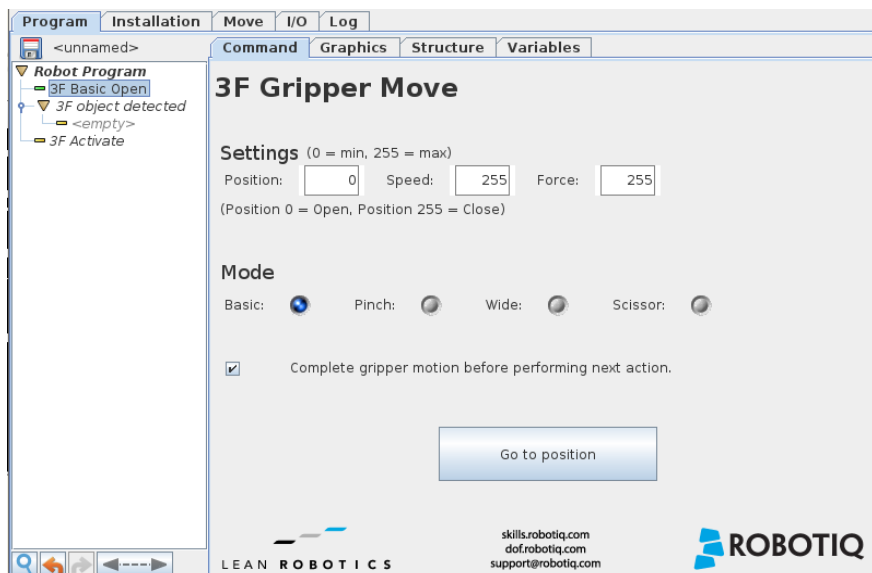 Program Installation Move I/O Log
<unnamed>
Command Graphics Structure Variables
Robot Program
3F Basic Open
3F object detected
<empty>
3F Activate
3F Gripper Move
Settings (0 = min, 255 = max)
Position: 0 Speed: 255 Force: 255
(Position 0 = Open, Position 255 = Close)
Mode
Basic: Pinch: Wide: Scissor:
Complete gripper motion before performing next action.
Go to position
LEAN ROBOTICS
skills.robotiq.com
dof.robotiq.com
support@robotiq.com
ROBOTIQ